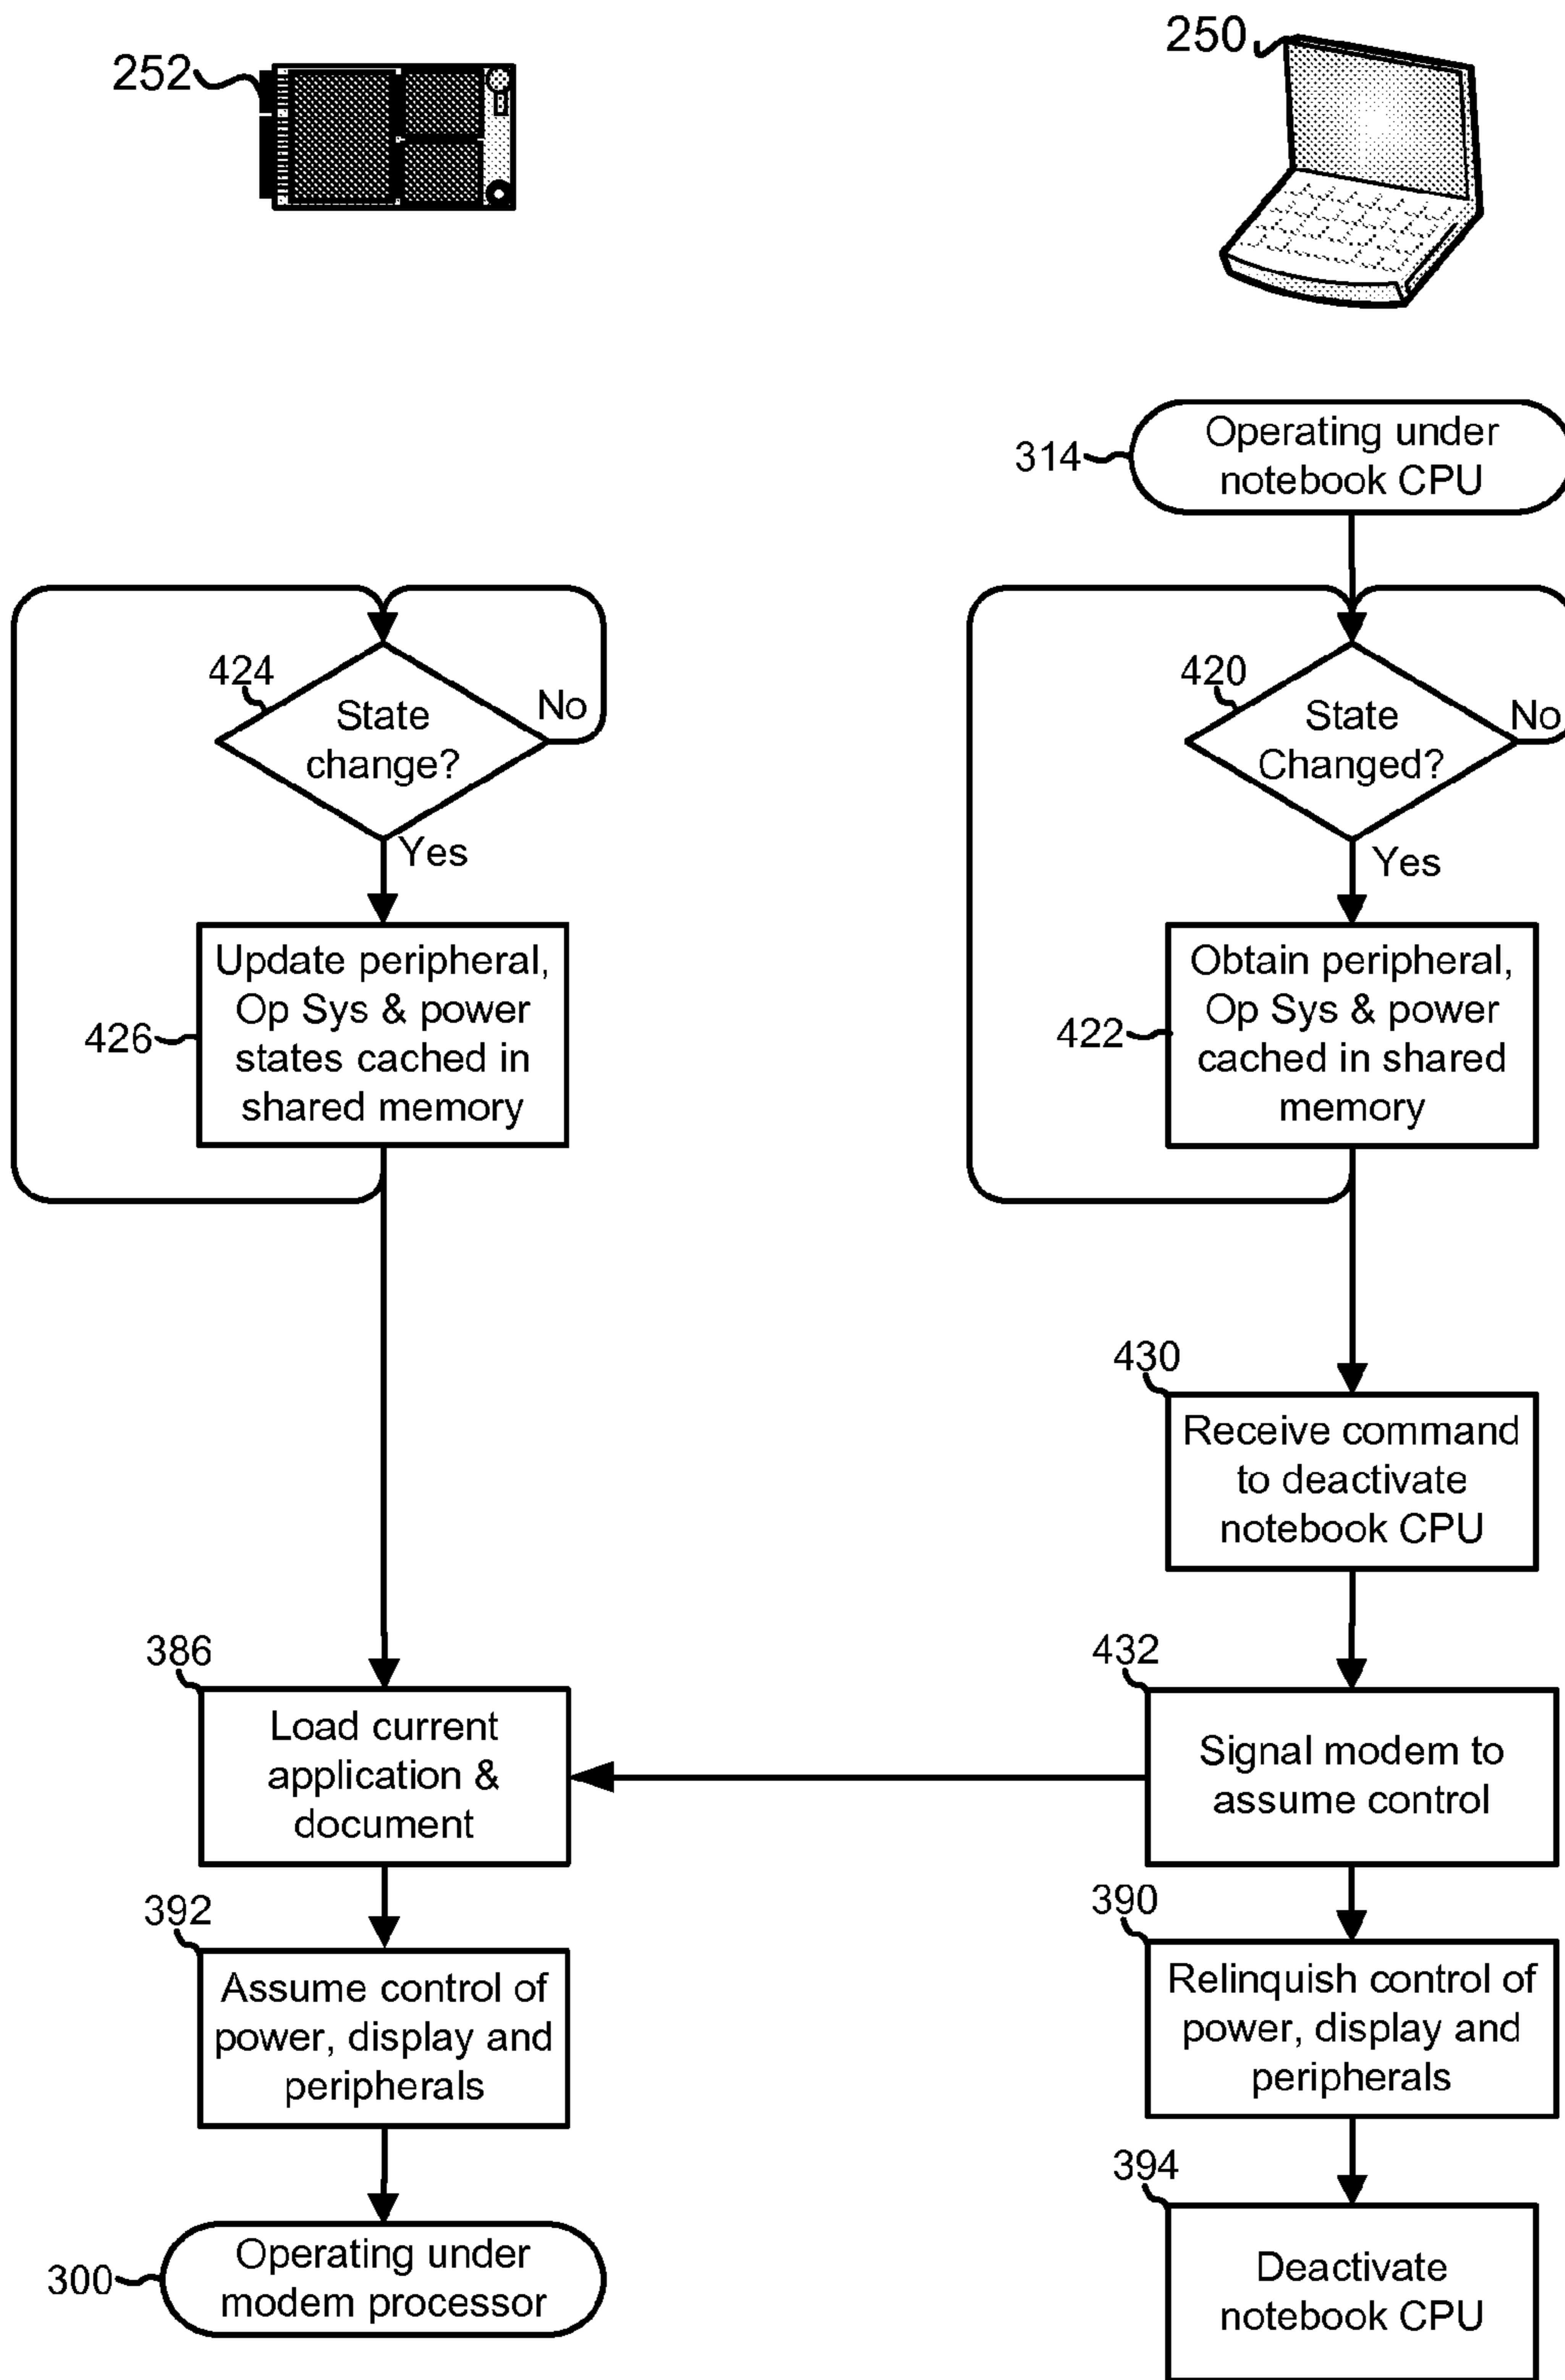 252
250
314
Operating under
notebook CPU
424
State
change?
No
Yes
420
State
Changed?
No
Yes
426
Update peripheral,
Op Sys & power
states cached in
shared memory
422
Obtain peripheral,
Op Sys & power
cached in shared
memory
430
Receive command
to deactivate
notebook CPU
386
Load current
application &
document
432
Signal modem to
assume control
392
Assume control of
power, display and
peripherals
390
Relinquish control of
power, display and
peripherals
300
Operating under
modem processor
394
Deactivate
notebook CPU